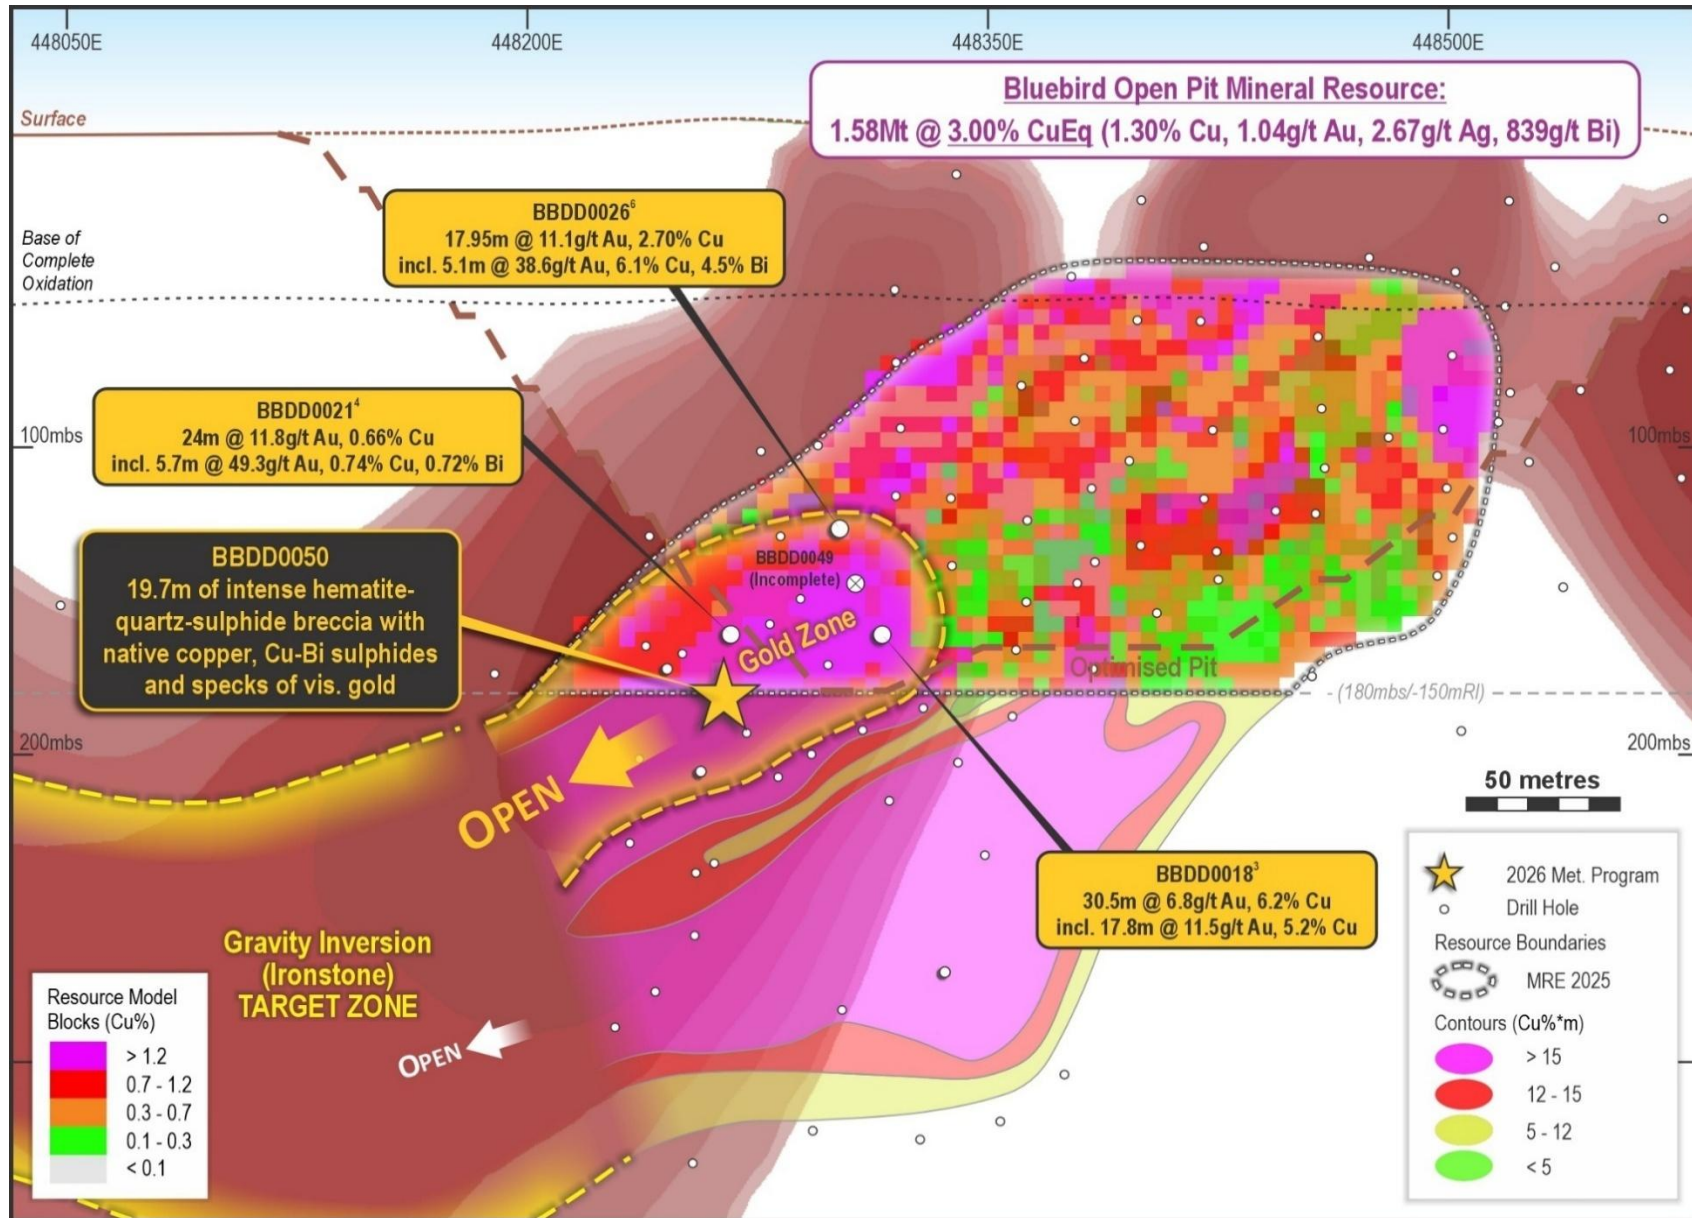 448050E
448200E
448350E
448500E
Bluebird Open Pit Mineral Resource:
1.58Mt @ 3.00% CuEq (1.30% Cu, 1.04g/t Au, 2.67g/t Ag, 839g/t Bi)
Surface
Base of
Complete
Oxidation
BBDD0026⁶
17.95m @ 11.1g/t Au, 2.70% Cu
incl. 5.1m @ 38.6g/t Au, 6.1% Cu, 4.5% Bi
BBDD0021⁴
24m @ 11.8g/t Au, 0.66% Cu
incl. 5.7m @ 49.3g/t Au, 0.74% Cu, 0.72% Bi
100mbs
100mbs
BBDD0050
19.7m of intense hematite-
quartz-sulphide breccia with
native copper, Cu-Bi sulphides
and specks of vis. gold
BBDD0049
(Incomplete)
Gold Zone
Optimised Pit
(180mbs/-150mRl)
200mbs
200mbs
OPEN
50 metres
BBDD0018³
30.5m @ 6.8g/t Au, 6.2% Cu
incl. 17.8m @ 11.5g/t Au, 5.2% Cu
Gravity Inversion
(Ironstone)
TARGET ZONE
OPEN
Resource Model
Blocks (Cu%)
> 1.2
0.7 - 1.2
0.3 - 0.7
0.1 - 0.3
< 0.1
2026 Met. Program
Drill Hole
Resource Boundaries
MRE 2025
Contours (Cu%*m)
> 15
12 - 15
5 - 12
< 5